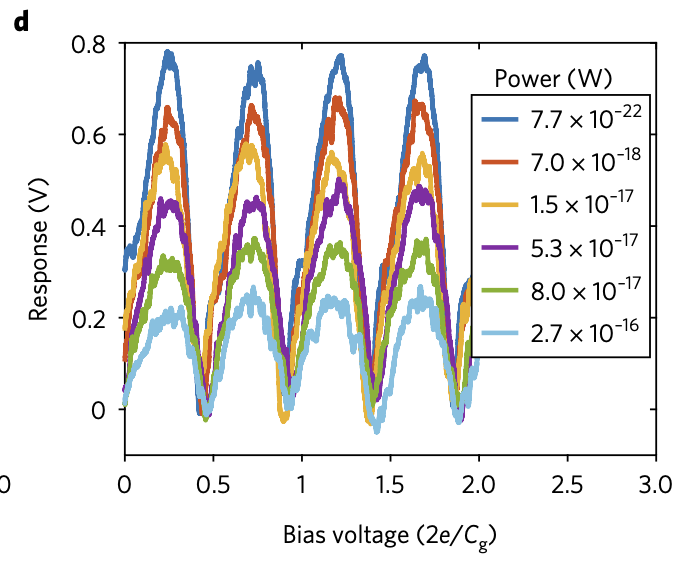 d
0.8
Power (W)
7.7 × 10⁻²²
0.6
7.0 × 10⁻¹⁸
1.5 × 10⁻¹⁷
0.4
5.3 × 10⁻¹⁷
8.0 × 10⁻¹⁷
0.2
2.7 × 10⁻¹⁶
0
Response (V)
0 0 0.5 1 1.5 2.0 2.5 3.0
Bias voltage (2e/Cg)